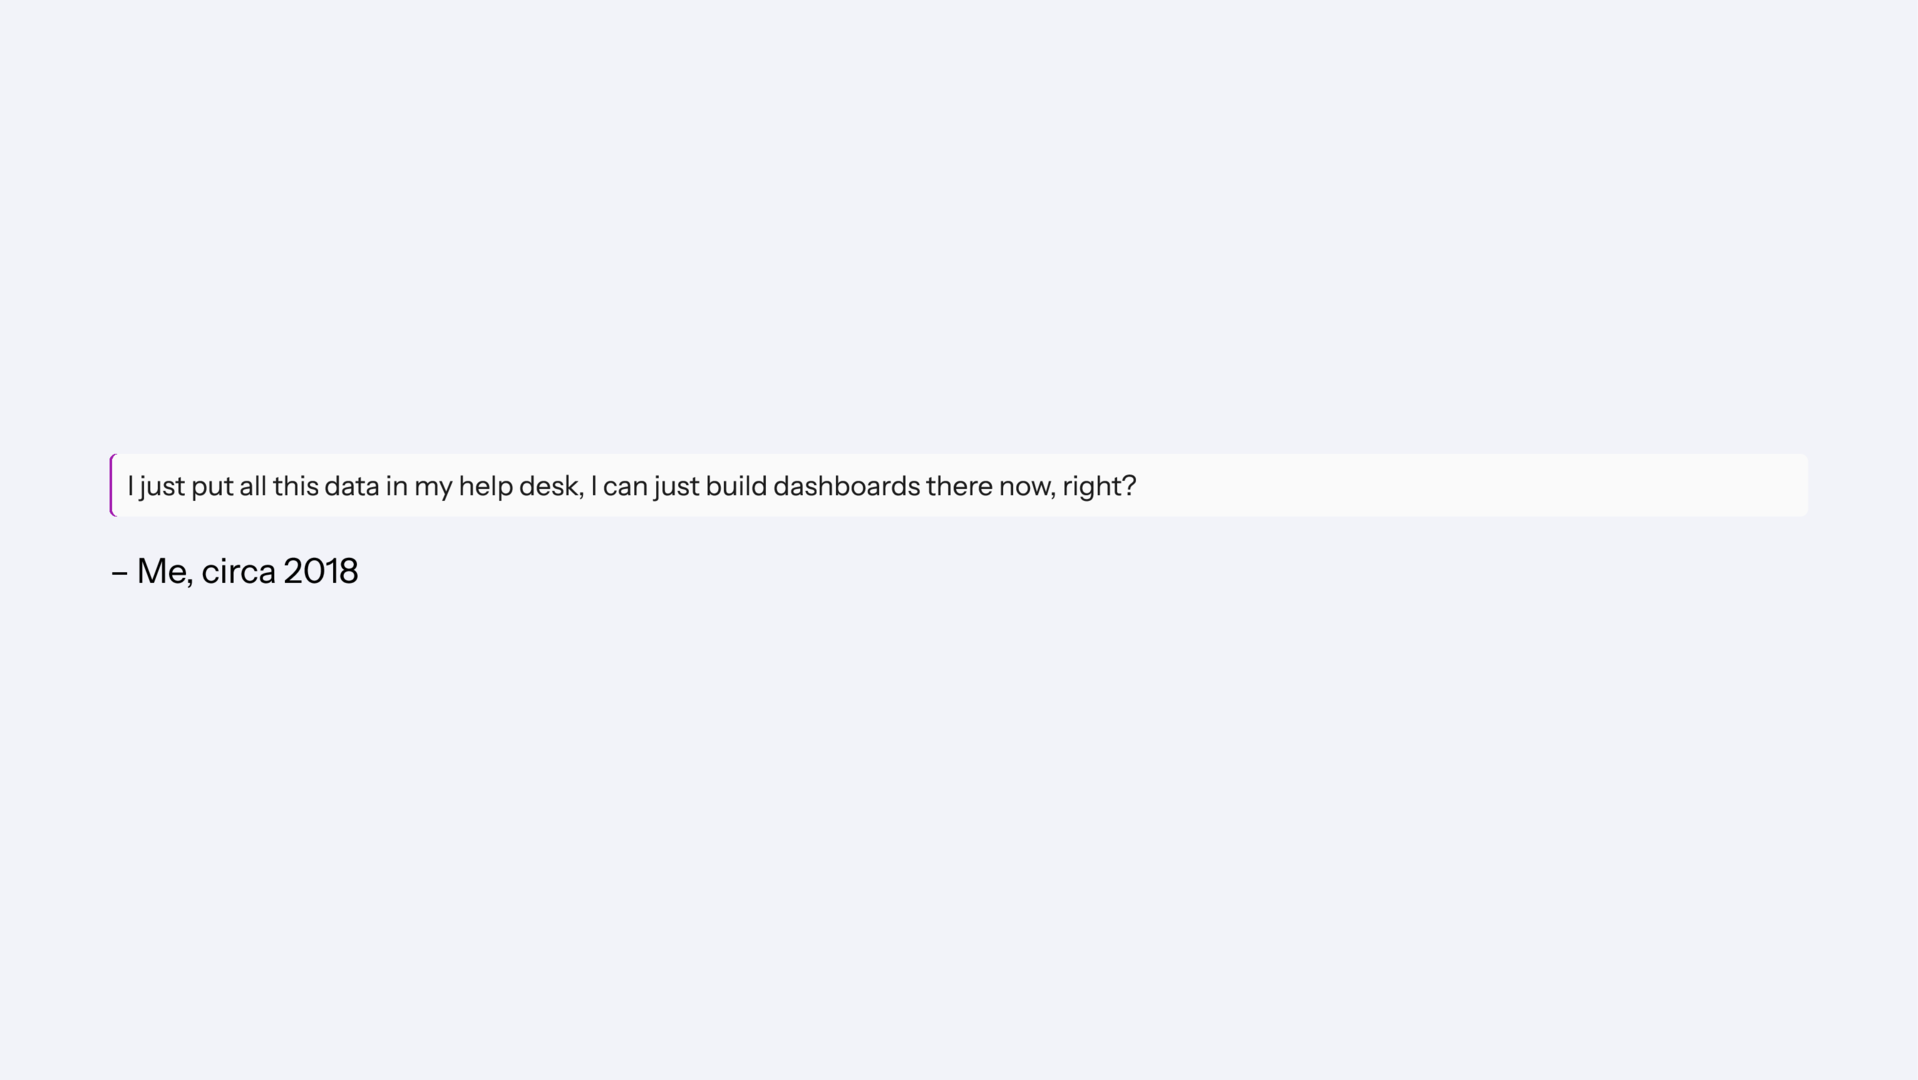 I just put all this data in my help desk, I can just build dashboards there now, right?
– Me, circa 2018